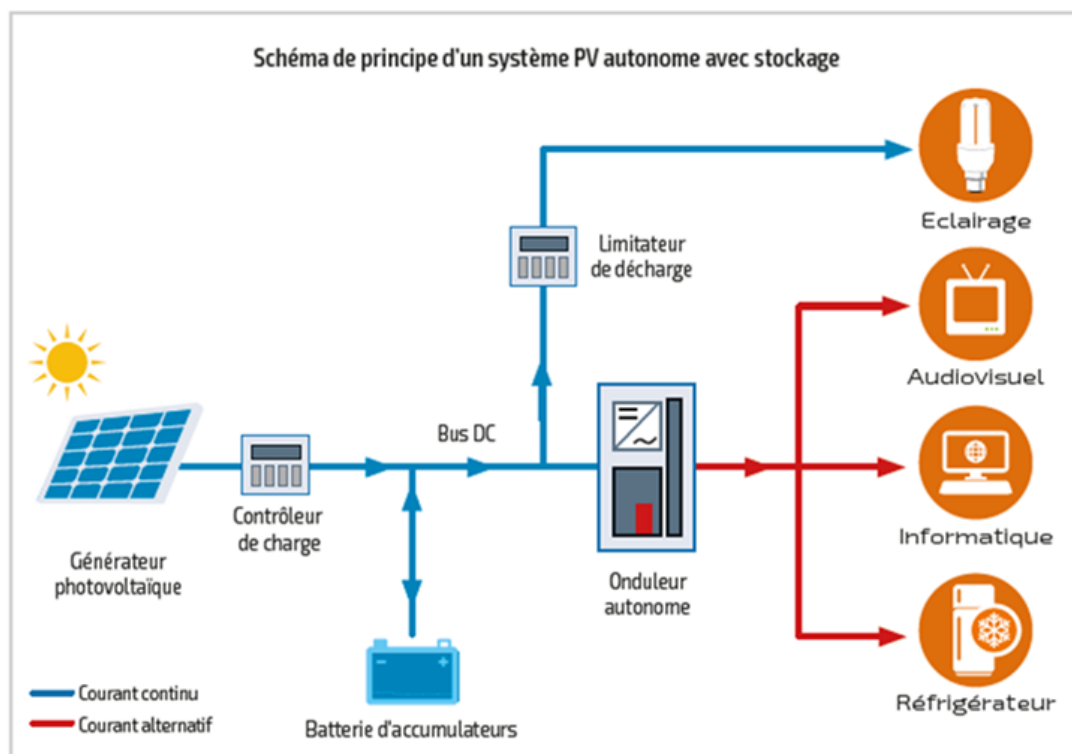 Schéma de principe d'un système PV autonome avec stockage
Eclairage
Limitateur
de décharge
Audiovisuel
Bus DC
Contrôleur
de charge
Informatique
Générateur
photovoltaïque
Onduleur
autonome
Réfrigérateur
Courant continu
Courant alternatif
Batterie d'accumulateurs